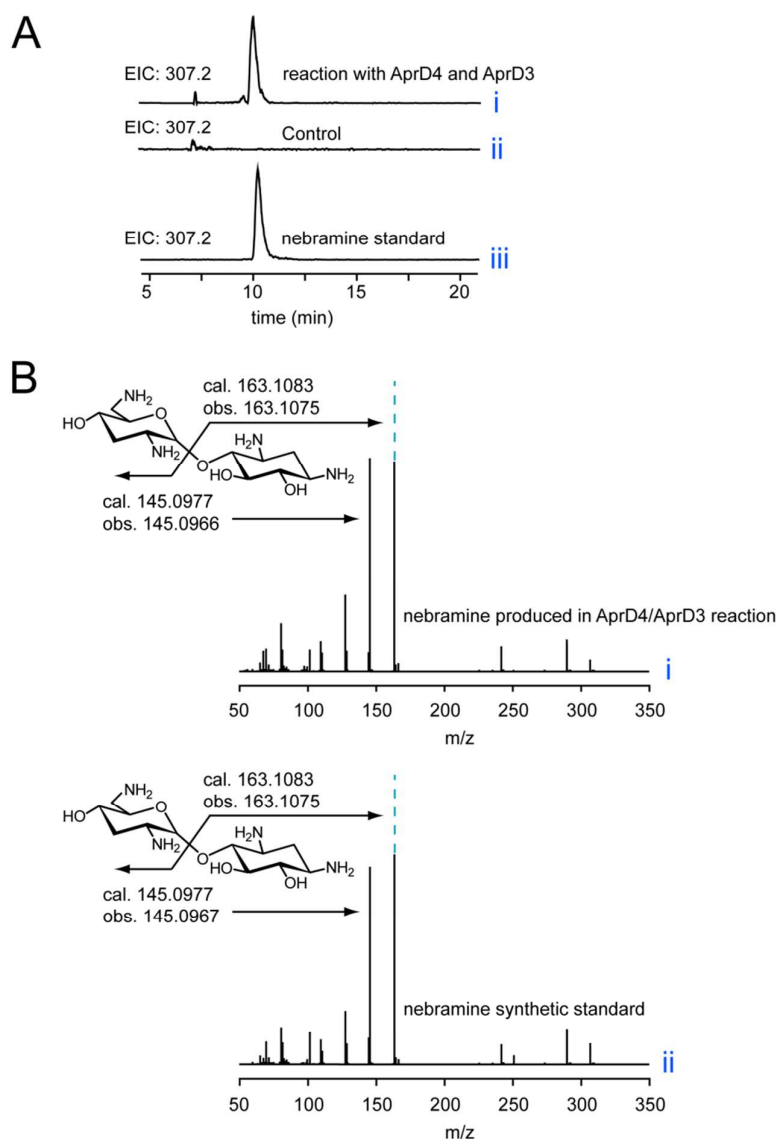 A
EIC: 307.2
reaction with AprD4 and AprD3
i
EIC: 307.2
Control
ii
EIC: 307.2
nebramine standard
iii
5 10 15 20
time (min)
B
cal. 163.1083
obs. 163.1075
NH2
HO
O
NH2
O
H2N
HO
OH
NH2
cal. 145.0977
obs. 145.0966
nebramine produced in AprD4/AprD3 reaction
i
50 100 150 200 250 300 350
m/z
cal. 163.1083
obs. 163.1075
NH2
HO
O
NH2
O
H2N
HO
OH
NH2
cal. 145.0977
obs. 145.0967
nebramine synthetic standard
ii
50 100 150 200 250 300 350
m/z